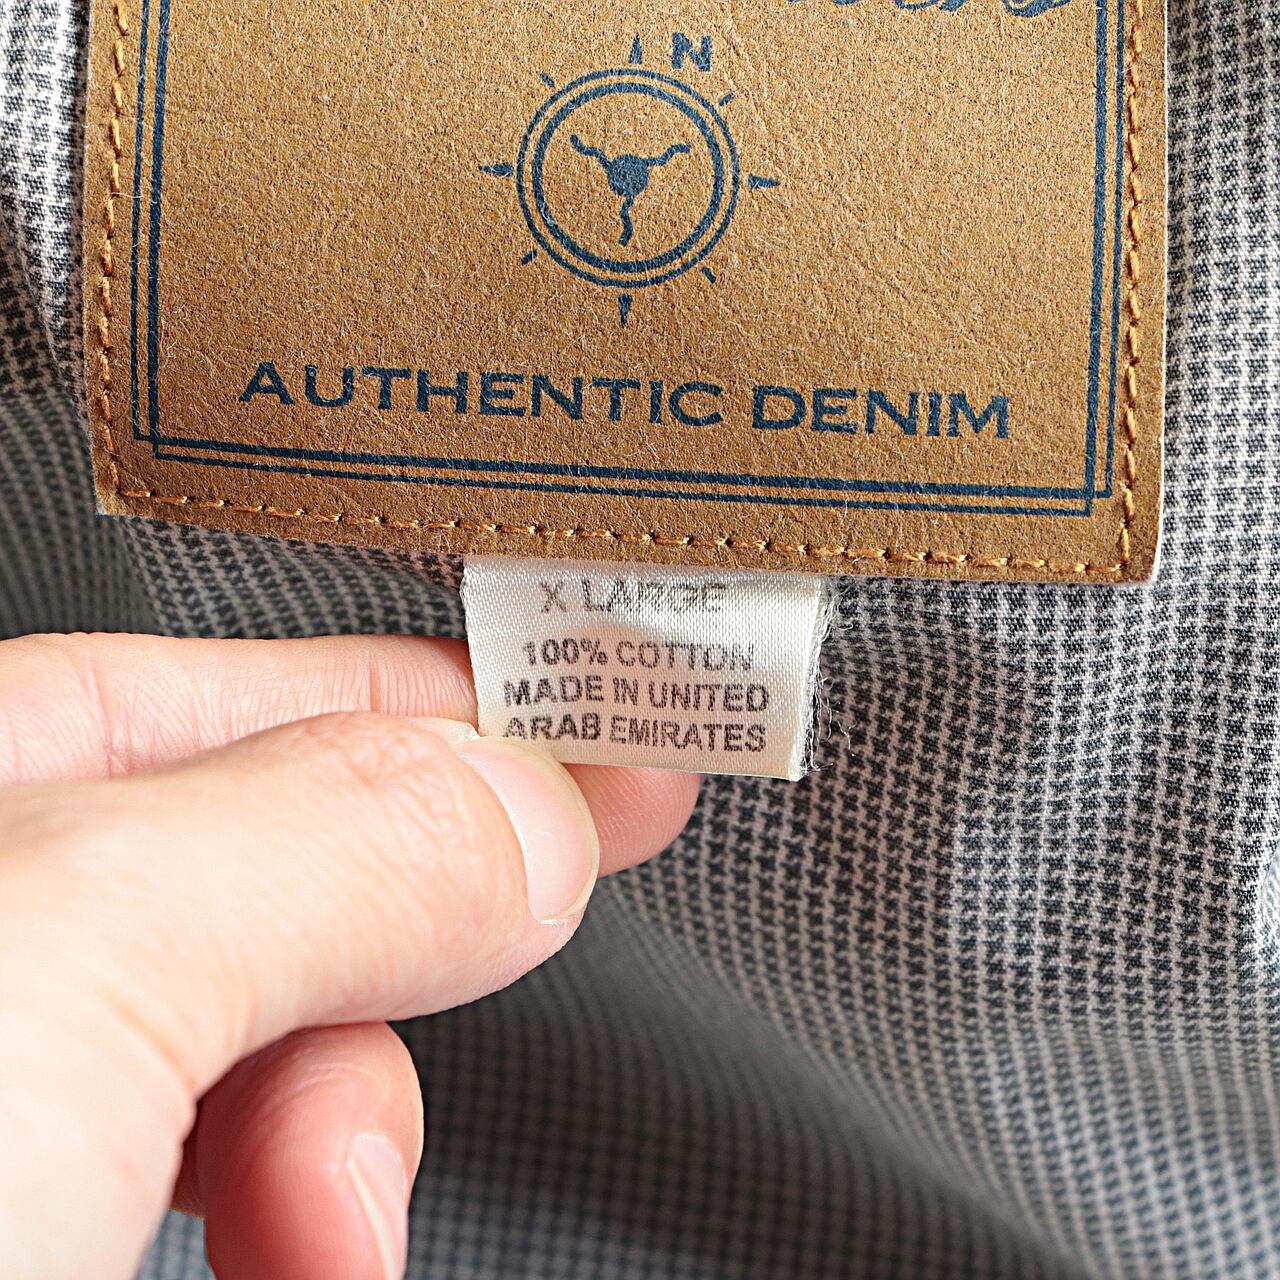 N
AUTHENTIC DENIM
X LARGE
100% COTTON
MADE IN UNITED
ARAB EMIRATES